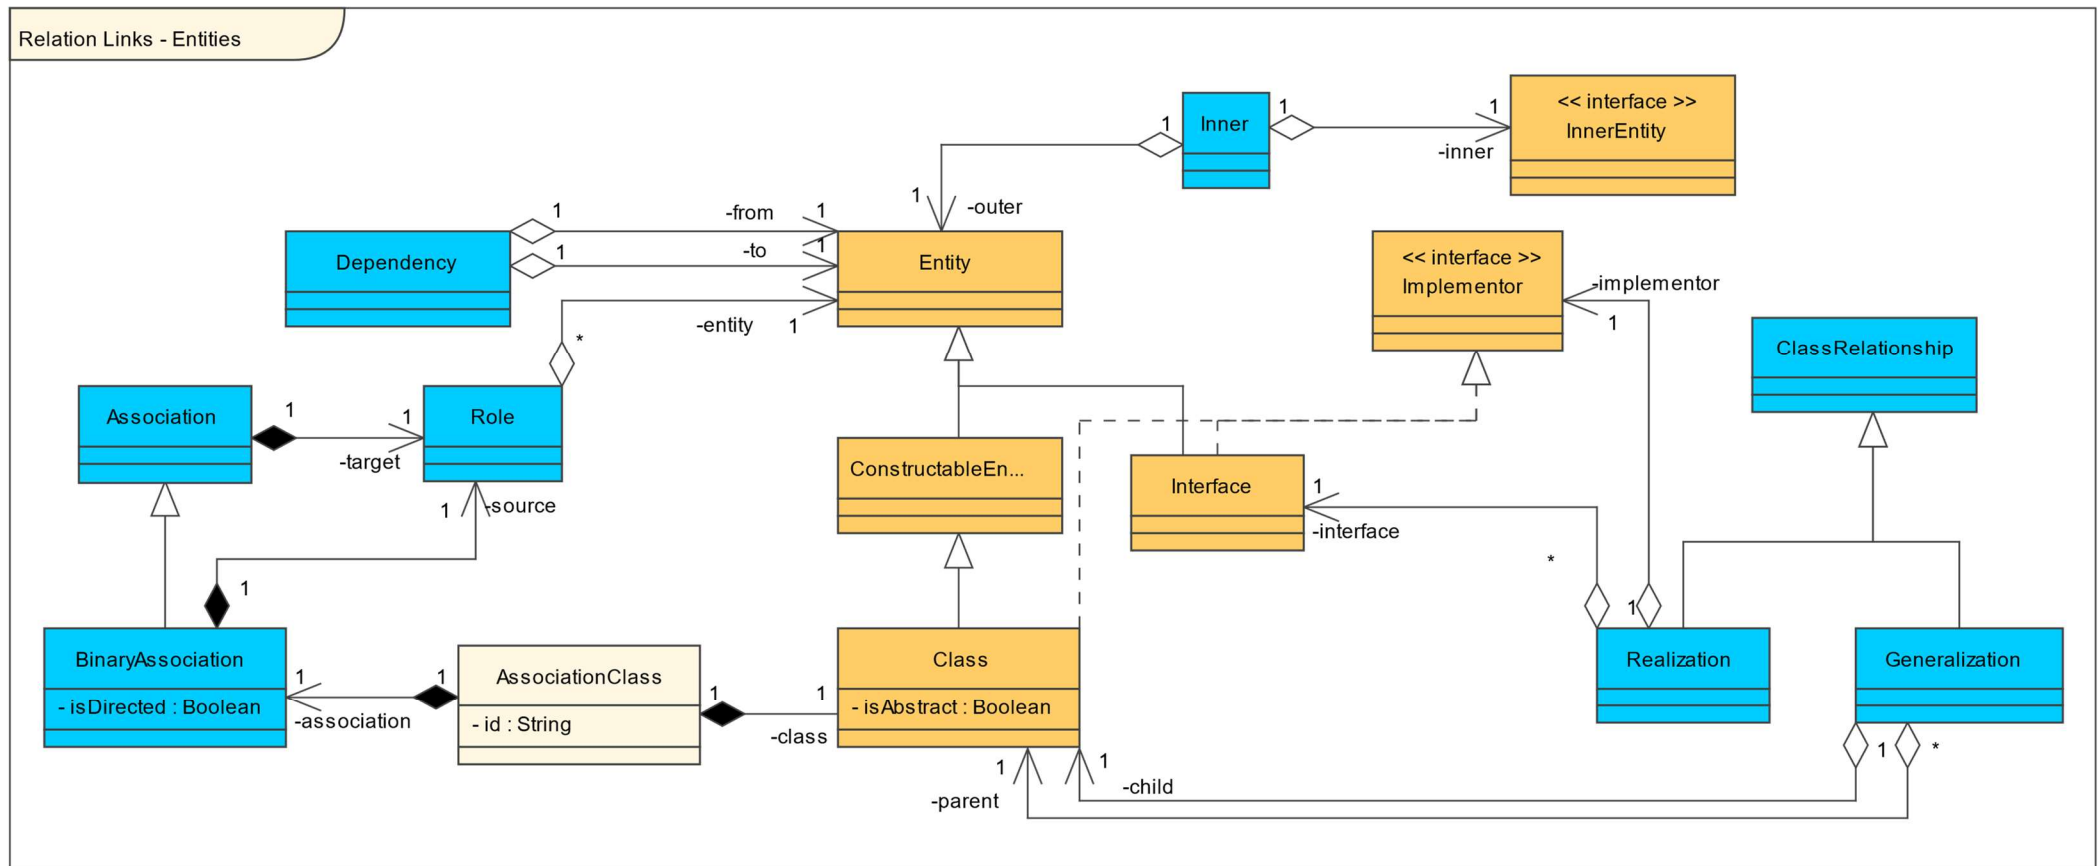 Relation Links - Entities
<< interface >>
InnerEntity
Inner
1
1
1
-inner
1
-outer
1
-from
1
1
-to
1
Dependency
Entity
<< interface >>
Implementor
-implementor
1
-entity
1
*
ClassRelationship
Association
1
1
-target
Role
ConstructableEn...
Interface
1
-interface
1
-source
*
1
1
BinaryAssociation
- isDirected : Boolean
1
-association
1
AssociationClass
- id : String
1
1
-class
Class
- isAbstract : Boolean
Realization
Generalization
1
*
1
1
-child
-parent